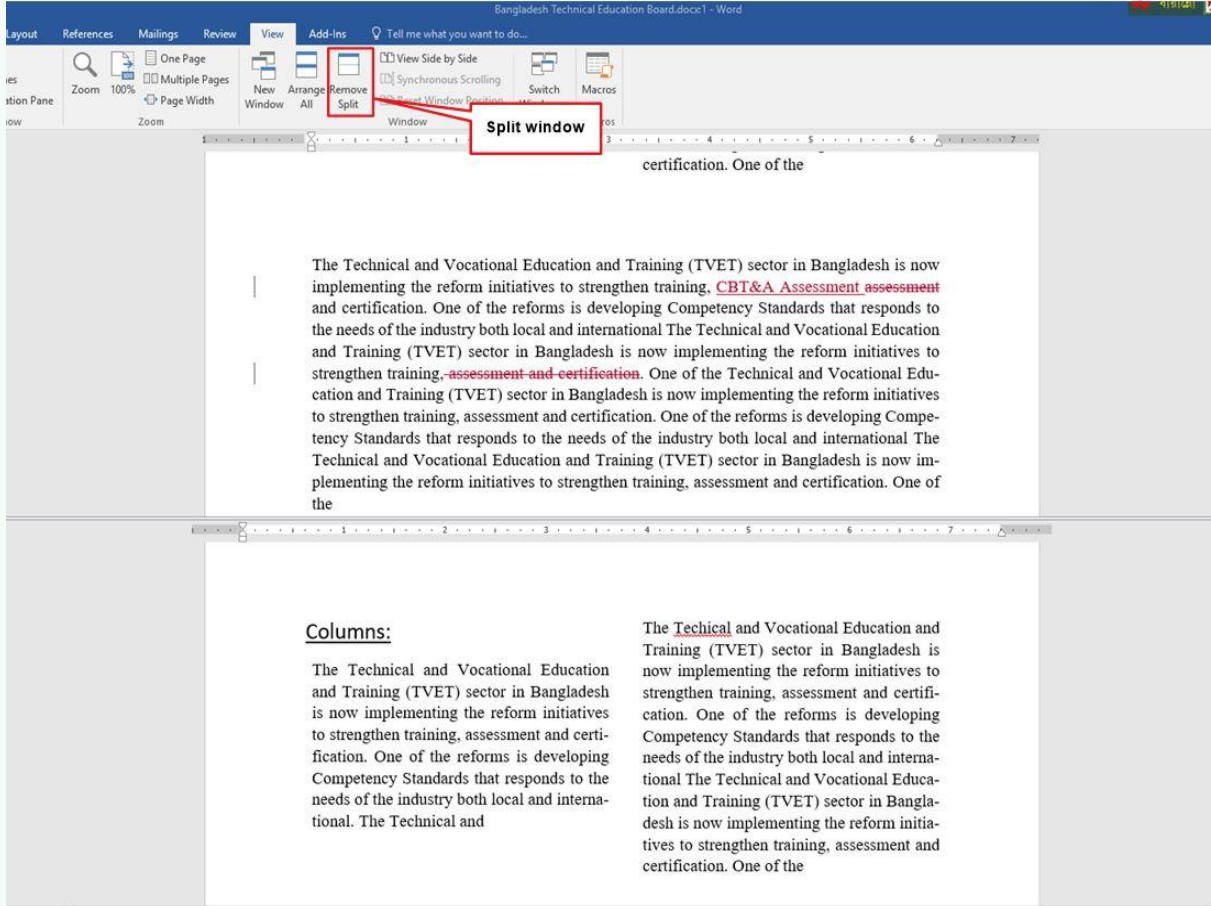 Bangladesh Technical Education Board.docx:1 - Word
Layout References Mailings Review View Add-Ins Tell me what you want to do...
One Page
Multiple Pages
Page Width
Zoom 100%
Zoom
New Window
Arrange All
Remove Split
View Side by Side
Synchronous Scrolling
Reset Window Position
Window
Switch
Macros
Split window
certification. One of the
The Technical and Vocational Education and Training (TVET) sector in Bangladesh is now
implementing the reform initiatives to strengthen training, CBT&A Assessment assessment
and certification. One of the reforms is developing Competency Standards that responds to
the needs of the industry both local and international The Technical and Vocational Education
and Training (TVET) sector in Bangladesh is now implementing the reform initiatives to
strengthen training, assessment and certification. One of the Technical and Vocational Edu-
cation and Training (TVET) sector in Bangladesh is now implementing the reform initiatives
to strengthen training, assessment and certification. One of the reforms is developing Compe-
tency Standards that responds to the needs of the industry both local and international The
Technical and Vocational Education and Training (TVET) sector in Bangladesh is now im-
plementing the reform initiatives to strengthen training, assessment and certification. One of
the
Columns:
The Technical and Vocational Education
and Training (TVET) sector in Bangladesh
is now implementing the reform initiatives
to strengthen training, assessment and certi-
fication. One of the reforms is developing
Competency Standards that responds to the
needs of the industry both local and interna-
tional. The Technical and
The Techical and Vocational Education and
Training (TVET) sector in Bangladesh is
now implementing the reform initiatives to
strengthen training, assessment and certifi-
cation. One of the reforms is developing
Competency Standards that responds to the
needs of the industry both local and interna-
tional The Technical and Vocational Educa-
tion and Training (TVET) sector in Bangla-
desh is now implementing the reform initia-
tives to strengthen training, assessment and
certification. One of the